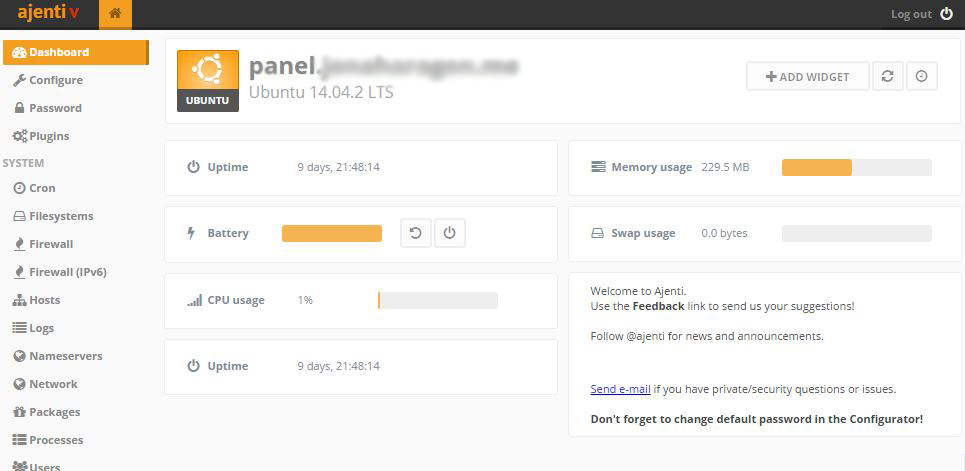 ajenti v
Log out
Dashboard
Configure
Password
Plugins
SYSTEM
Cron
Filesystems
Firewall
Firewall (IPv6)
Hosts
Logs
Nameservers
Network
Packages
Processes
Users
UBUNTU
panel.
Ubuntu 14.04.2 LTS
ADD WIDGET
Uptime 9 days, 21:48:14
Battery
CPU usage 1%
Uptime 9 days, 21:48:14
Memory usage 229.5 MB
Swap usage 0.0 bytes
Welcome to Ajenti.
Use the Feedback link to send us your suggestions!
Follow @ajenti for news and announcements.
Send e-mail if you have private/security questions or issues.
Don't forget to change default password in the Configurator!